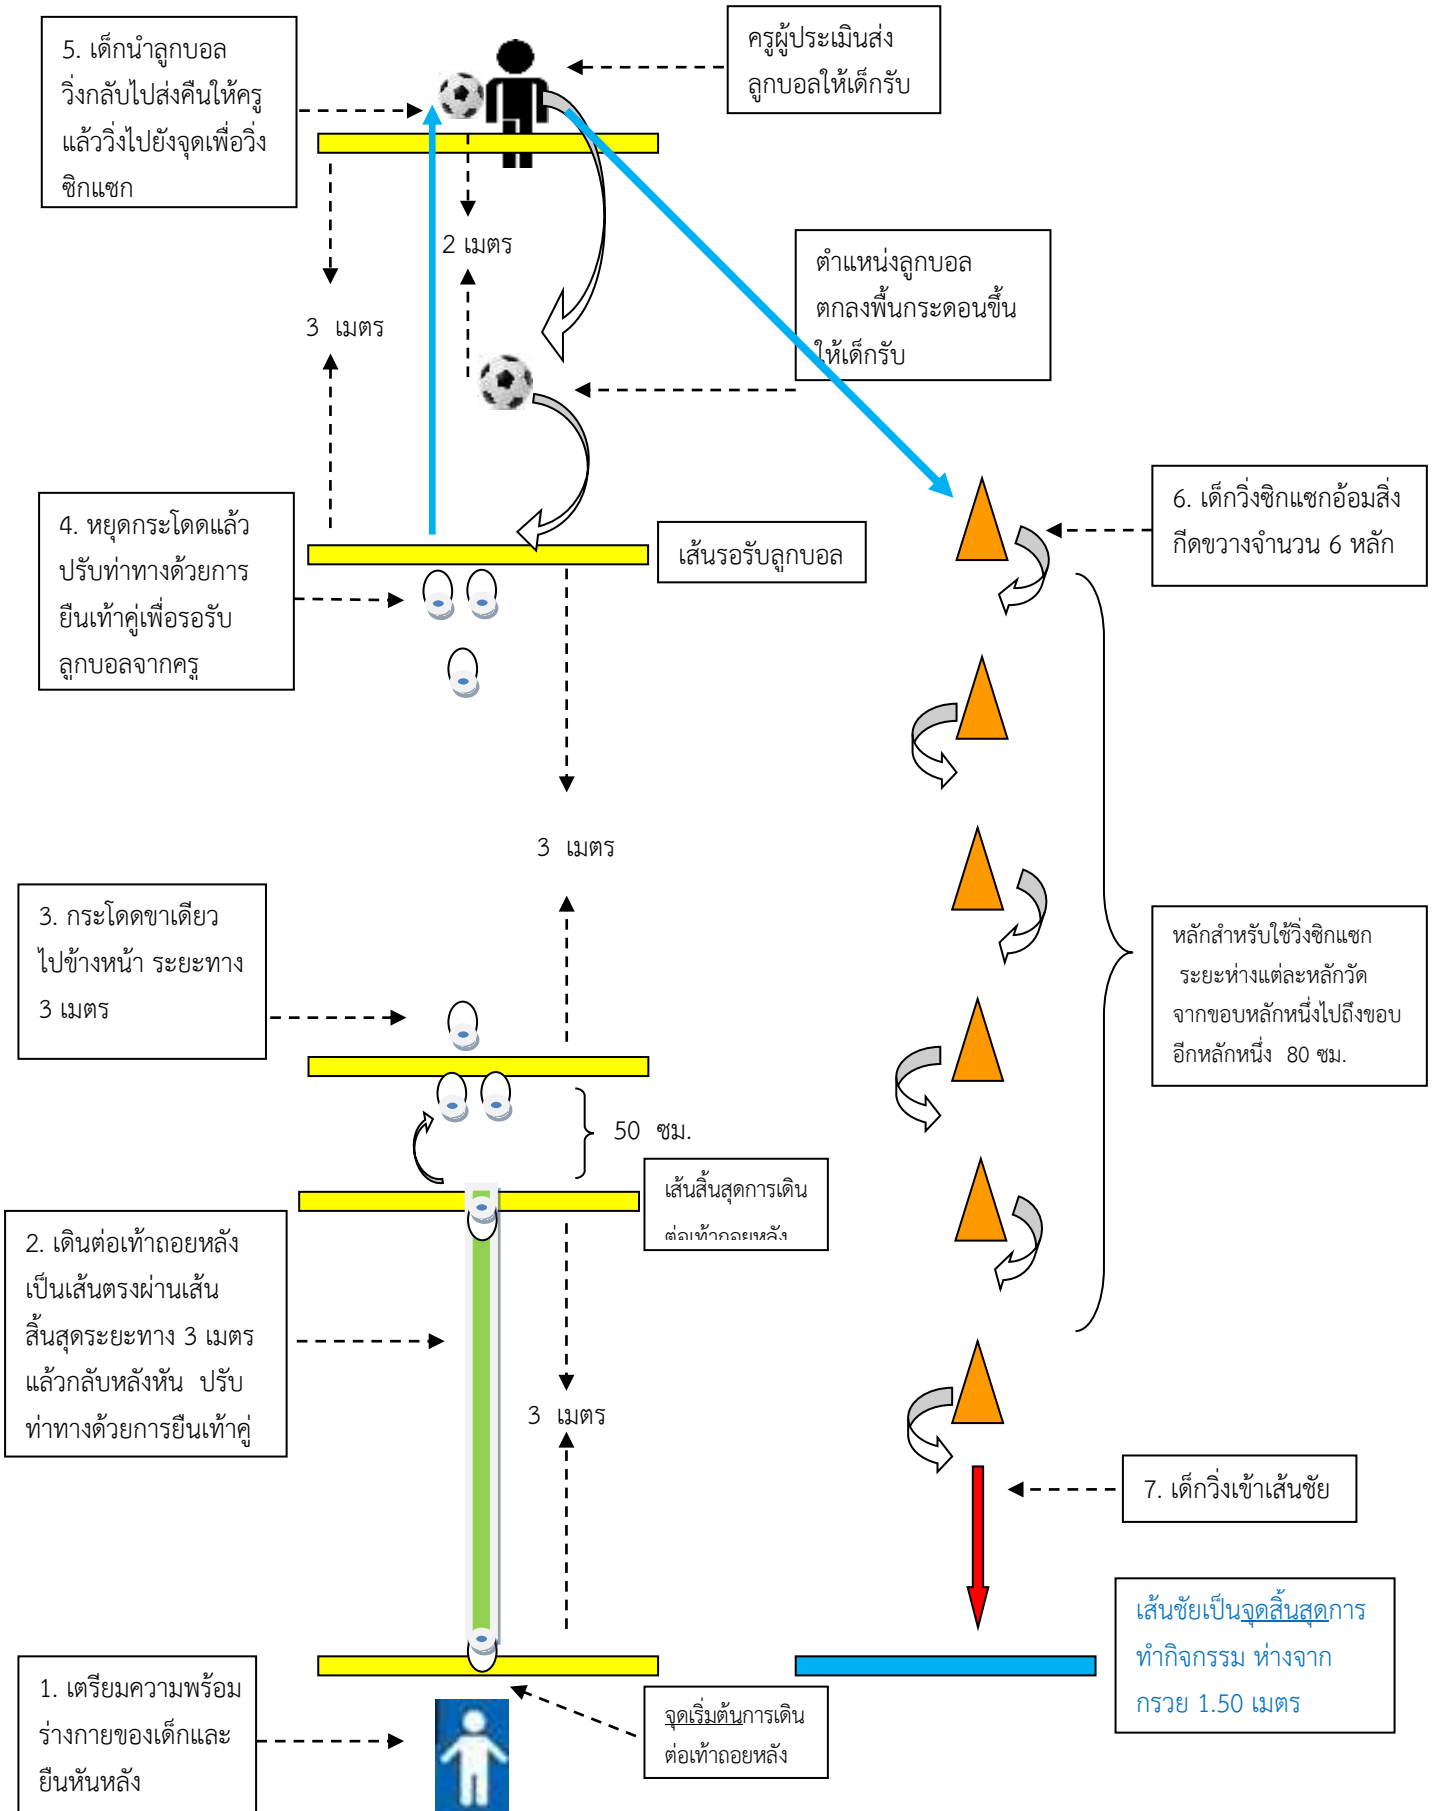 5. เด็กนำลูกบอล
วิ่งกลับไปส่งคืนให้ครู
แล้ววิ่งไปยังจุดเพื่อวิ่ง
ซิกแซก
ครูผู้ประเมินส่ง
ลูกบอลให้เด็กรับ
2 เมตร
3 เมตร
ตำแหน่งลูกบอล
ตกลงพื้นกระดอนขึ้น
ให้เด็กรับ
4. หยุดกระโดดแล้ว
ปรับท่าทางด้วยการ
ยืนเท้าคู่เพื่อรอรับ
ลูกบอลจากครู
เส้นรอรับลูกบอล
6. เด็กวิ่งซิกแซกอ้อมสิ่ง
กีดขวางจำนวน 6 หลัก
3 เมตร
3. กระโดดขาเดียว
ไปข้างหน้า ระยะทาง
3 เมตร
หลักสำหรับใช้วิ่งซิกแซก
ระยะห่างแต่ละหลักวัด
จากขอบหลักหนึ่งไปถึงขอบ
อีกหลักหนึ่ง 80 ซม.
50 ซม.
เส้นสิ้นสุดการเดิน
ต่อเท้าถอยหลัง
2. เดินต่อเท้าถอยหลัง
เป็นเส้นตรงผ่านเส้น
สิ้นสุดระยะทาง 3 เมตร
แล้วกลับหลังหัน ปรับ
ท่าทางด้วยการยืนเท้าคู่
3 เมตร
7. เด็กวิ่งเข้าเส้นชัย
เส้นชัยเป็นจุดสิ้นสุดการ
ทำกิจกรรม ห่างจาก
กรวย 1.50 เมตร
1. เตรียมความพร้อม
ร่างกายของเด็กและ
ยืนหันหลัง
จุดเริ่มต้นการเดิน
ต่อเท้าถอยหลัง